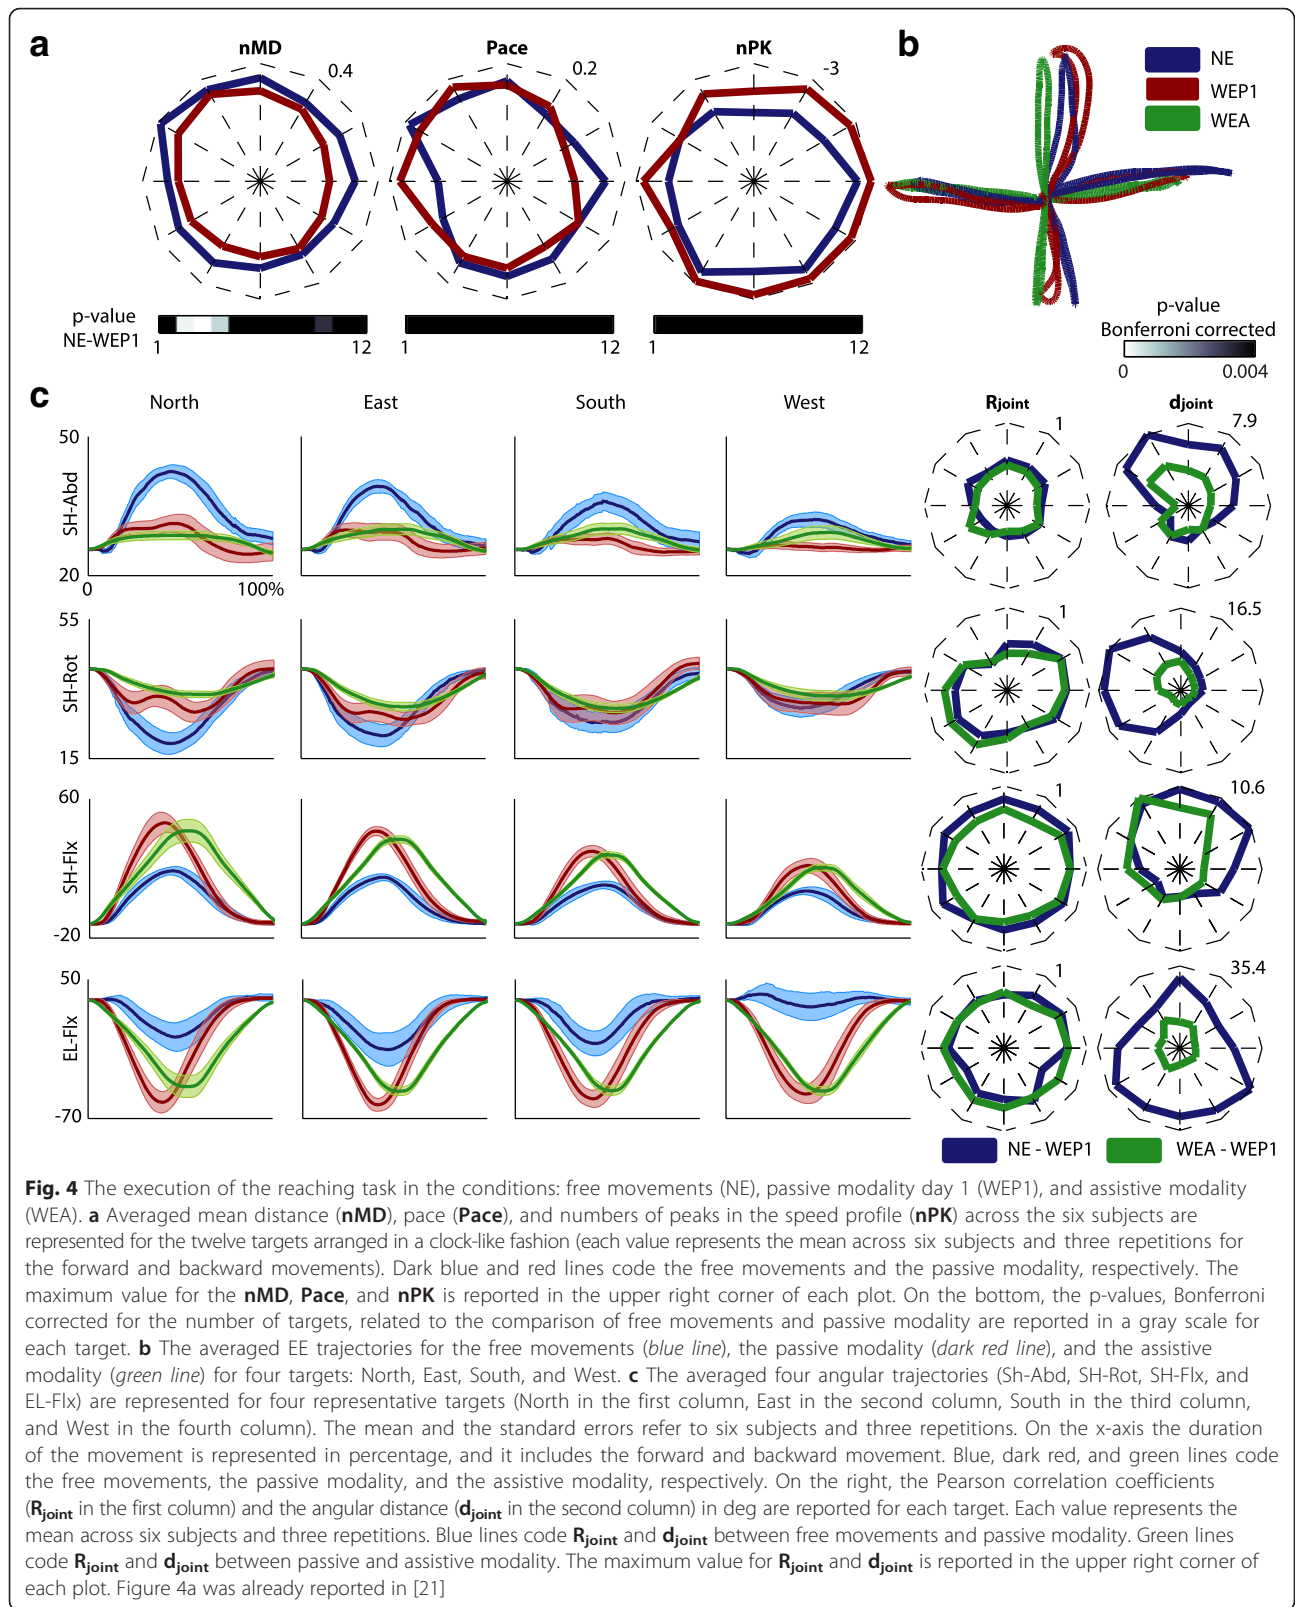 a
nMD
Pace
nPK
0.4
0.2
-3
p-value
NE-WEP1
1
12
1
12
1
12
b
NE
WEP1
WEA
p-value
Bonferroni corrected
0
0.004
c
North
East
South
West
Rjoint
djoint
50
SH-Abd
20
0
100%
1
7.9
55
SH-Rot
15
1
16.5
60
SH-Flx
-20
1
10.6
50
EL-Flx
-70
1
35.4
NE - WEP1
WEA - WEP1
Fig. 4 The execution of the reaching task in the conditions: free movements (NE), passive modality day 1 (WEP1), and assistive modality
(WEA). a Averaged mean distance (nMD), pace (Pace), and numbers of peaks in the speed profile (nPK) across the six subjects are
represented for the twelve targets arranged in a clock-like fashion (each value represents the mean across six subjects and three repetitions for
the forward and backward movements). Dark blue and red lines code the free movements and the passive modality, respectively. The
maximum value for the nMD, Pace, and nPK is reported in the upper right corner of each plot. On the bottom, the p-values, Bonferroni
corrected for the number of targets, related to the comparison of free movements and passive modality are reported in a gray scale for
each target. b The averaged EE trajectories for the free movements (blue line), the passive modality (dark red line), and the assistive
modality (green line) for four targets: North, East, South, and West. c The averaged four angular trajectories (Sh-Abd, SH-Rot, SH-Flx, and
EL-Flx) are represented for four representative targets (North in the first column, East in the second column, South in the third column,
and West in the fourth column). The mean and the standard errors refer to six subjects and three repetitions. On the x-axis the duration
of the movement is represented in percentage, and it includes the forward and backward movement. Blue, dark red, and green lines code
the free movements, the passive modality, and the assistive modality, respectively. On the right, the Pearson correlation coefficients
(Rjoint in the first column) and the angular distance (djoint in the second column) in deg are reported for each target. Each value represents the
mean across six subjects and three repetitions. Blue lines code Rjoint and djoint between free movements and passive modality. Green lines
code Rjoint and djoint between passive and assistive modality. The maximum value for Rjoint and djoint is reported in the upper right corner of
each plot. Figure 4a was already reported in [21]